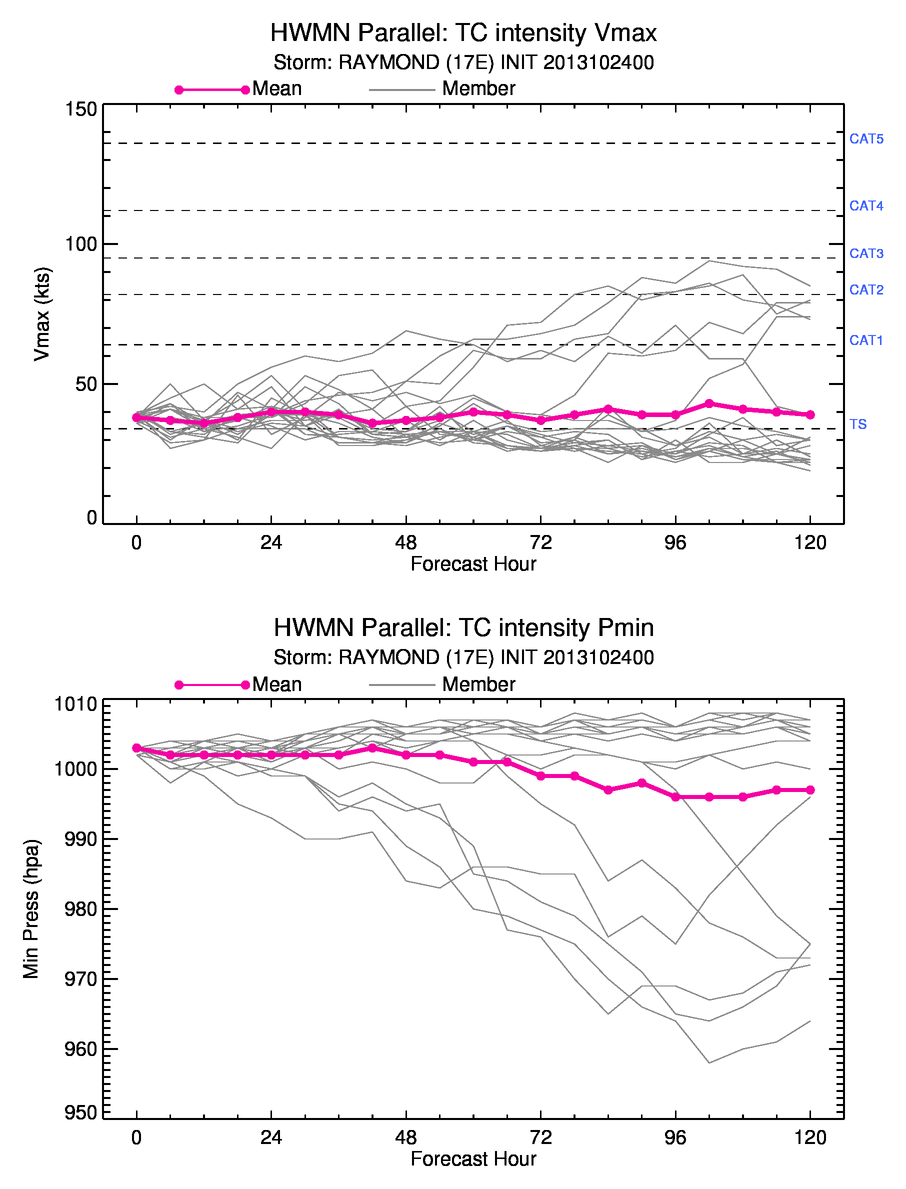 HWMN Parallel: TC intensity Vmax
Storm: RAYMOND (17E) INIT 2013102400
Mean Member
150
100
50
0
Vmax (kts)
CAT5
CAT4
CAT3
CAT2
CAT1
TS
0 24 48 72 96 120
Forecast Hour
HWMN Parallel: TC intensity Pmin
Storm: RAYMOND (17E) INIT 2013102400
Mean Member
1010
1000
990
980
970
960
950
Min Press (hpa)
0 24 48 72 96 120
Forecast Hour